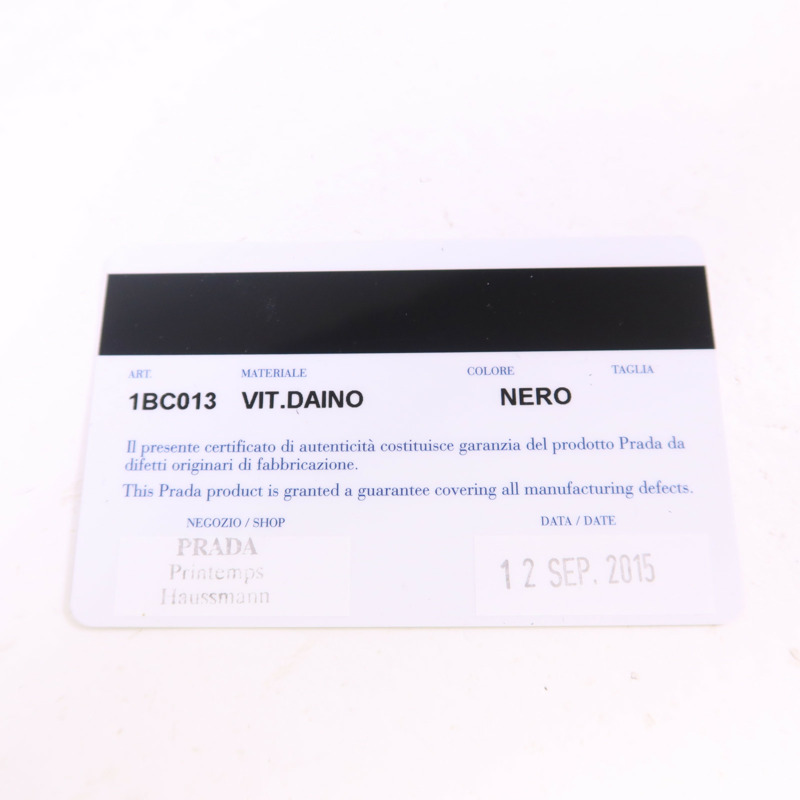 ART. MATERIALE COLORE TAGLIA
1BC013 VIT.DAINO NERO
Il presente certificato di autenticità costituisce garanzia del prodotto Prada da
difetti originari di fabbricazione.
This Prada product is granted a guarantee covering all manufacturing defects.
NEGOZIO / SHOP DATA / DATE
PRADA
Printemps
Haussmann
12 SEP. 2015